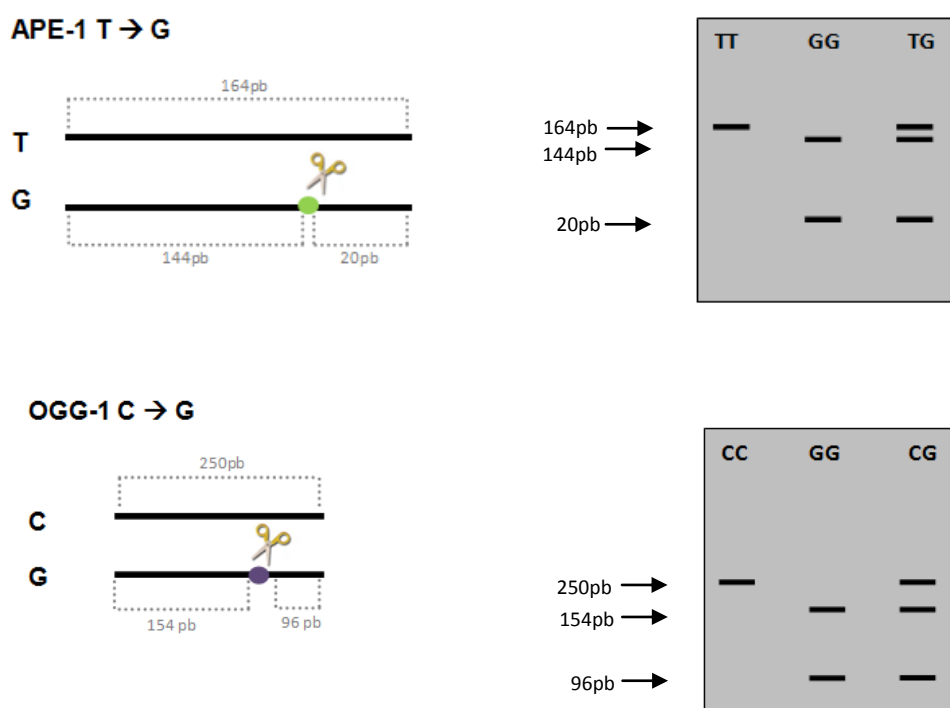 APE-1 T → G
164pb
T
G
144pb
20pb
TT GG TG
164pb
144pb
20pb
OGG-1 C → G
250pb
C
G
154 pb
96 pb
CC GG CG
250pb
154pb
96pb